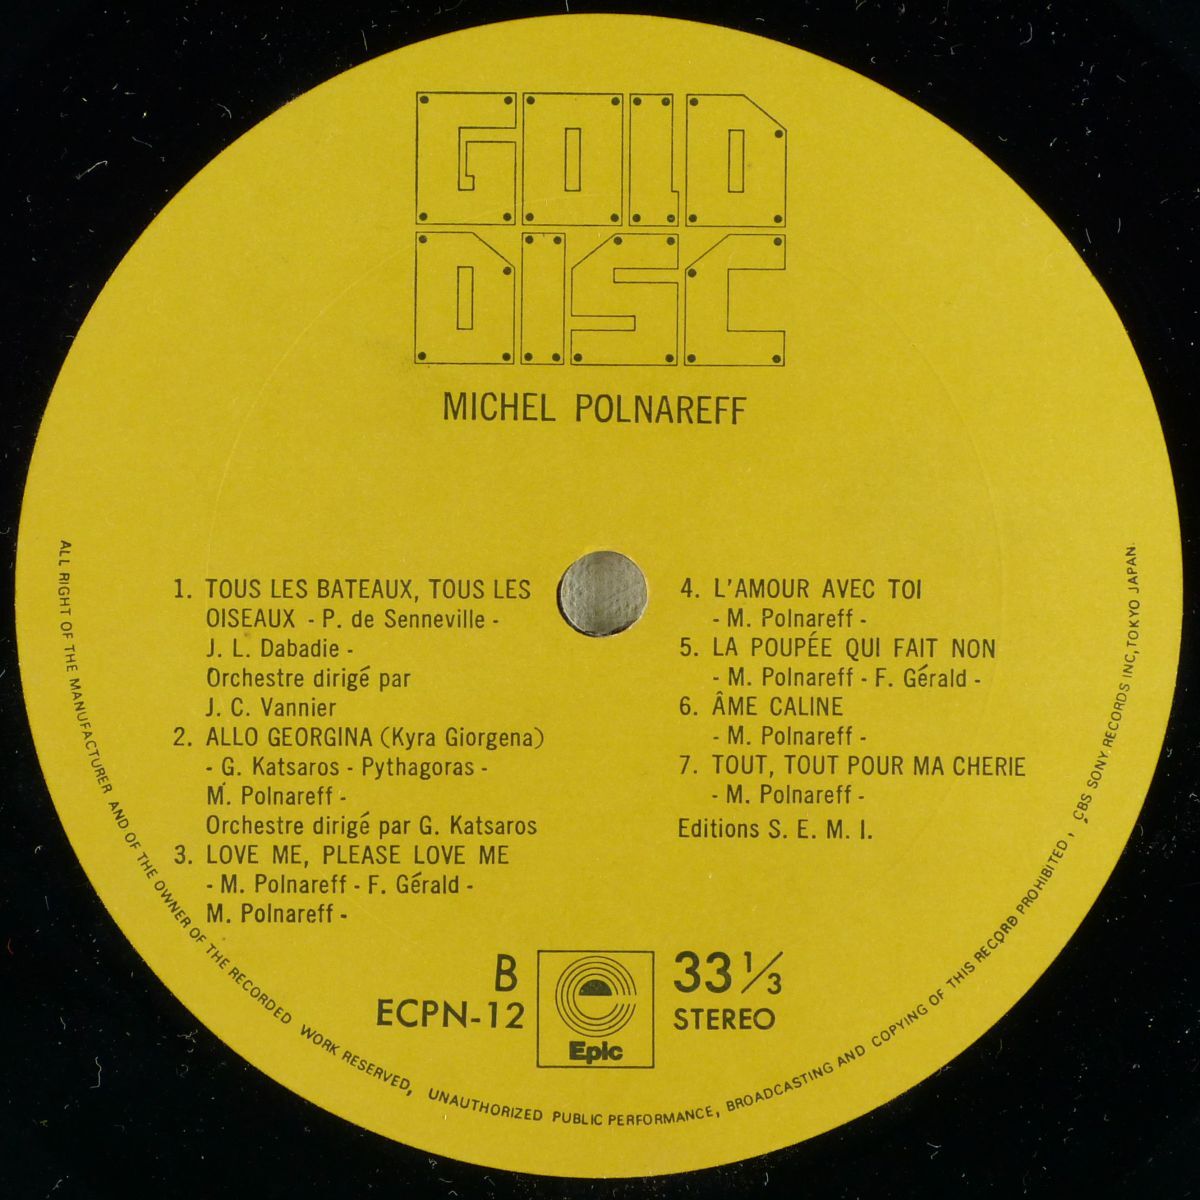 GOLD
DISC
MICHEL POLNAREFF
1. TOUS LES BATEAUX, TOUS LES
OISEAUX - P. de Senneville -
J. L. Dabadie -
Orchestre dirigé par
J. C. Vannier
2. ALLO GEORGINA (Kyra Giorgena)
- G. Katsaros - Pythagoras -
M. Polnareff -
Orchestre dirigé par G. Katsaros
3. LOVE ME, PLEASE LOVE ME
- M. Polnareff - F. Gérald -
M. Polnareff -
4. L'AMOUR AVEC TOI
- M. Polnareff -
5. LA POUPÉE QUI FAIT NON
- M. Polnareff - F. Gérald -
6. ÂME CALINE
- M. Polnareff -
7. TOUT, TOUT POUR MA CHERIE
- M. Polnareff -
Editions S. E. M. I.
B
ECPN-12
Epic
33 1/3
STEREO
ALL RIGHT OF THE MANUFACTURER AND OF THE OWNER OF THE RECORDED WORK RESERVED, UNAUTHORIZED PUBLIC PERFORMANCE, BROADCASTING AND COPYING OF THIS RECORD PROHIBITED, CBS SONY RECORDS INC, TOKYO JAPAN